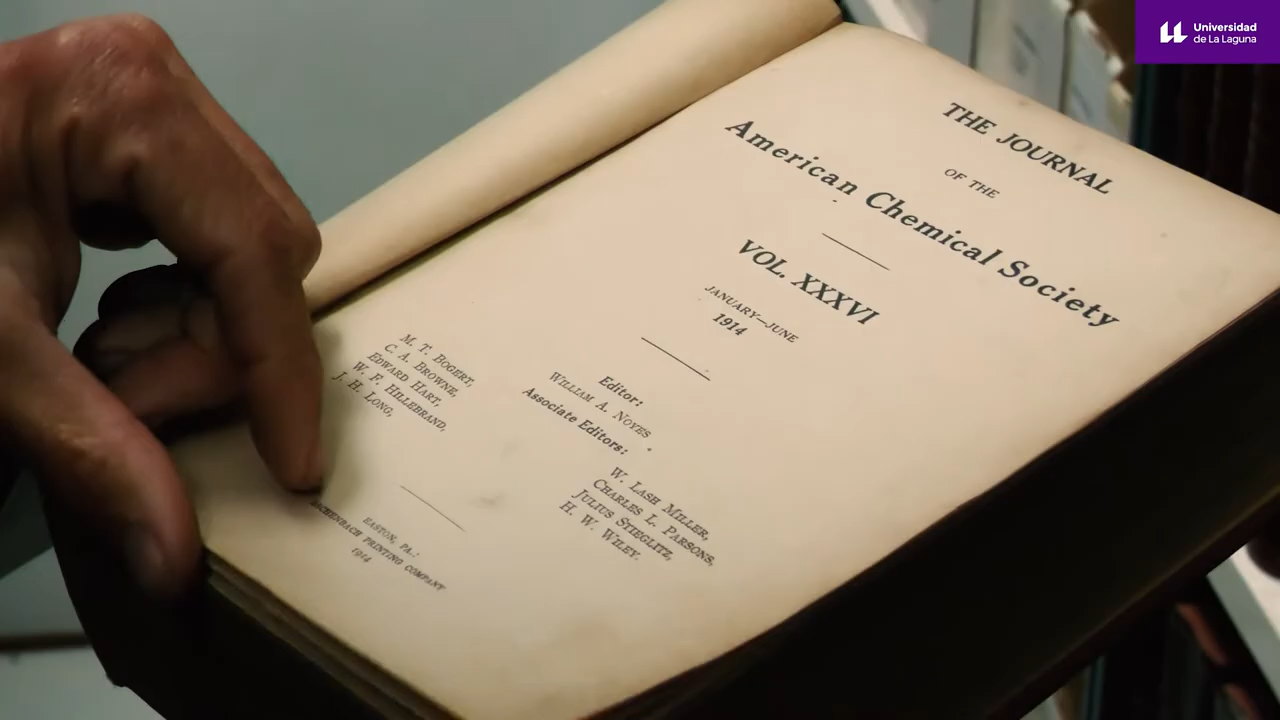 THE JOURNAL
OF THE
American Chemical Society
VOL. XXXVI
JANUARY—JUNE
1914
Editor:
WILLIAM A. NOYES
Associate Editors:
M. T. BOGERT,
C. A. BROWNE,
EDWARD HART,
W. F. HILLEBRAND,
J. H. LONG,
W. LASH MILLER,
CHARLES L. PARSONS,
JULIUS STIEGLITZ,
H. W. WILEY.
EASTON, PA.:
PRINTING COMPANY
1914
Universidad
de La Laguna